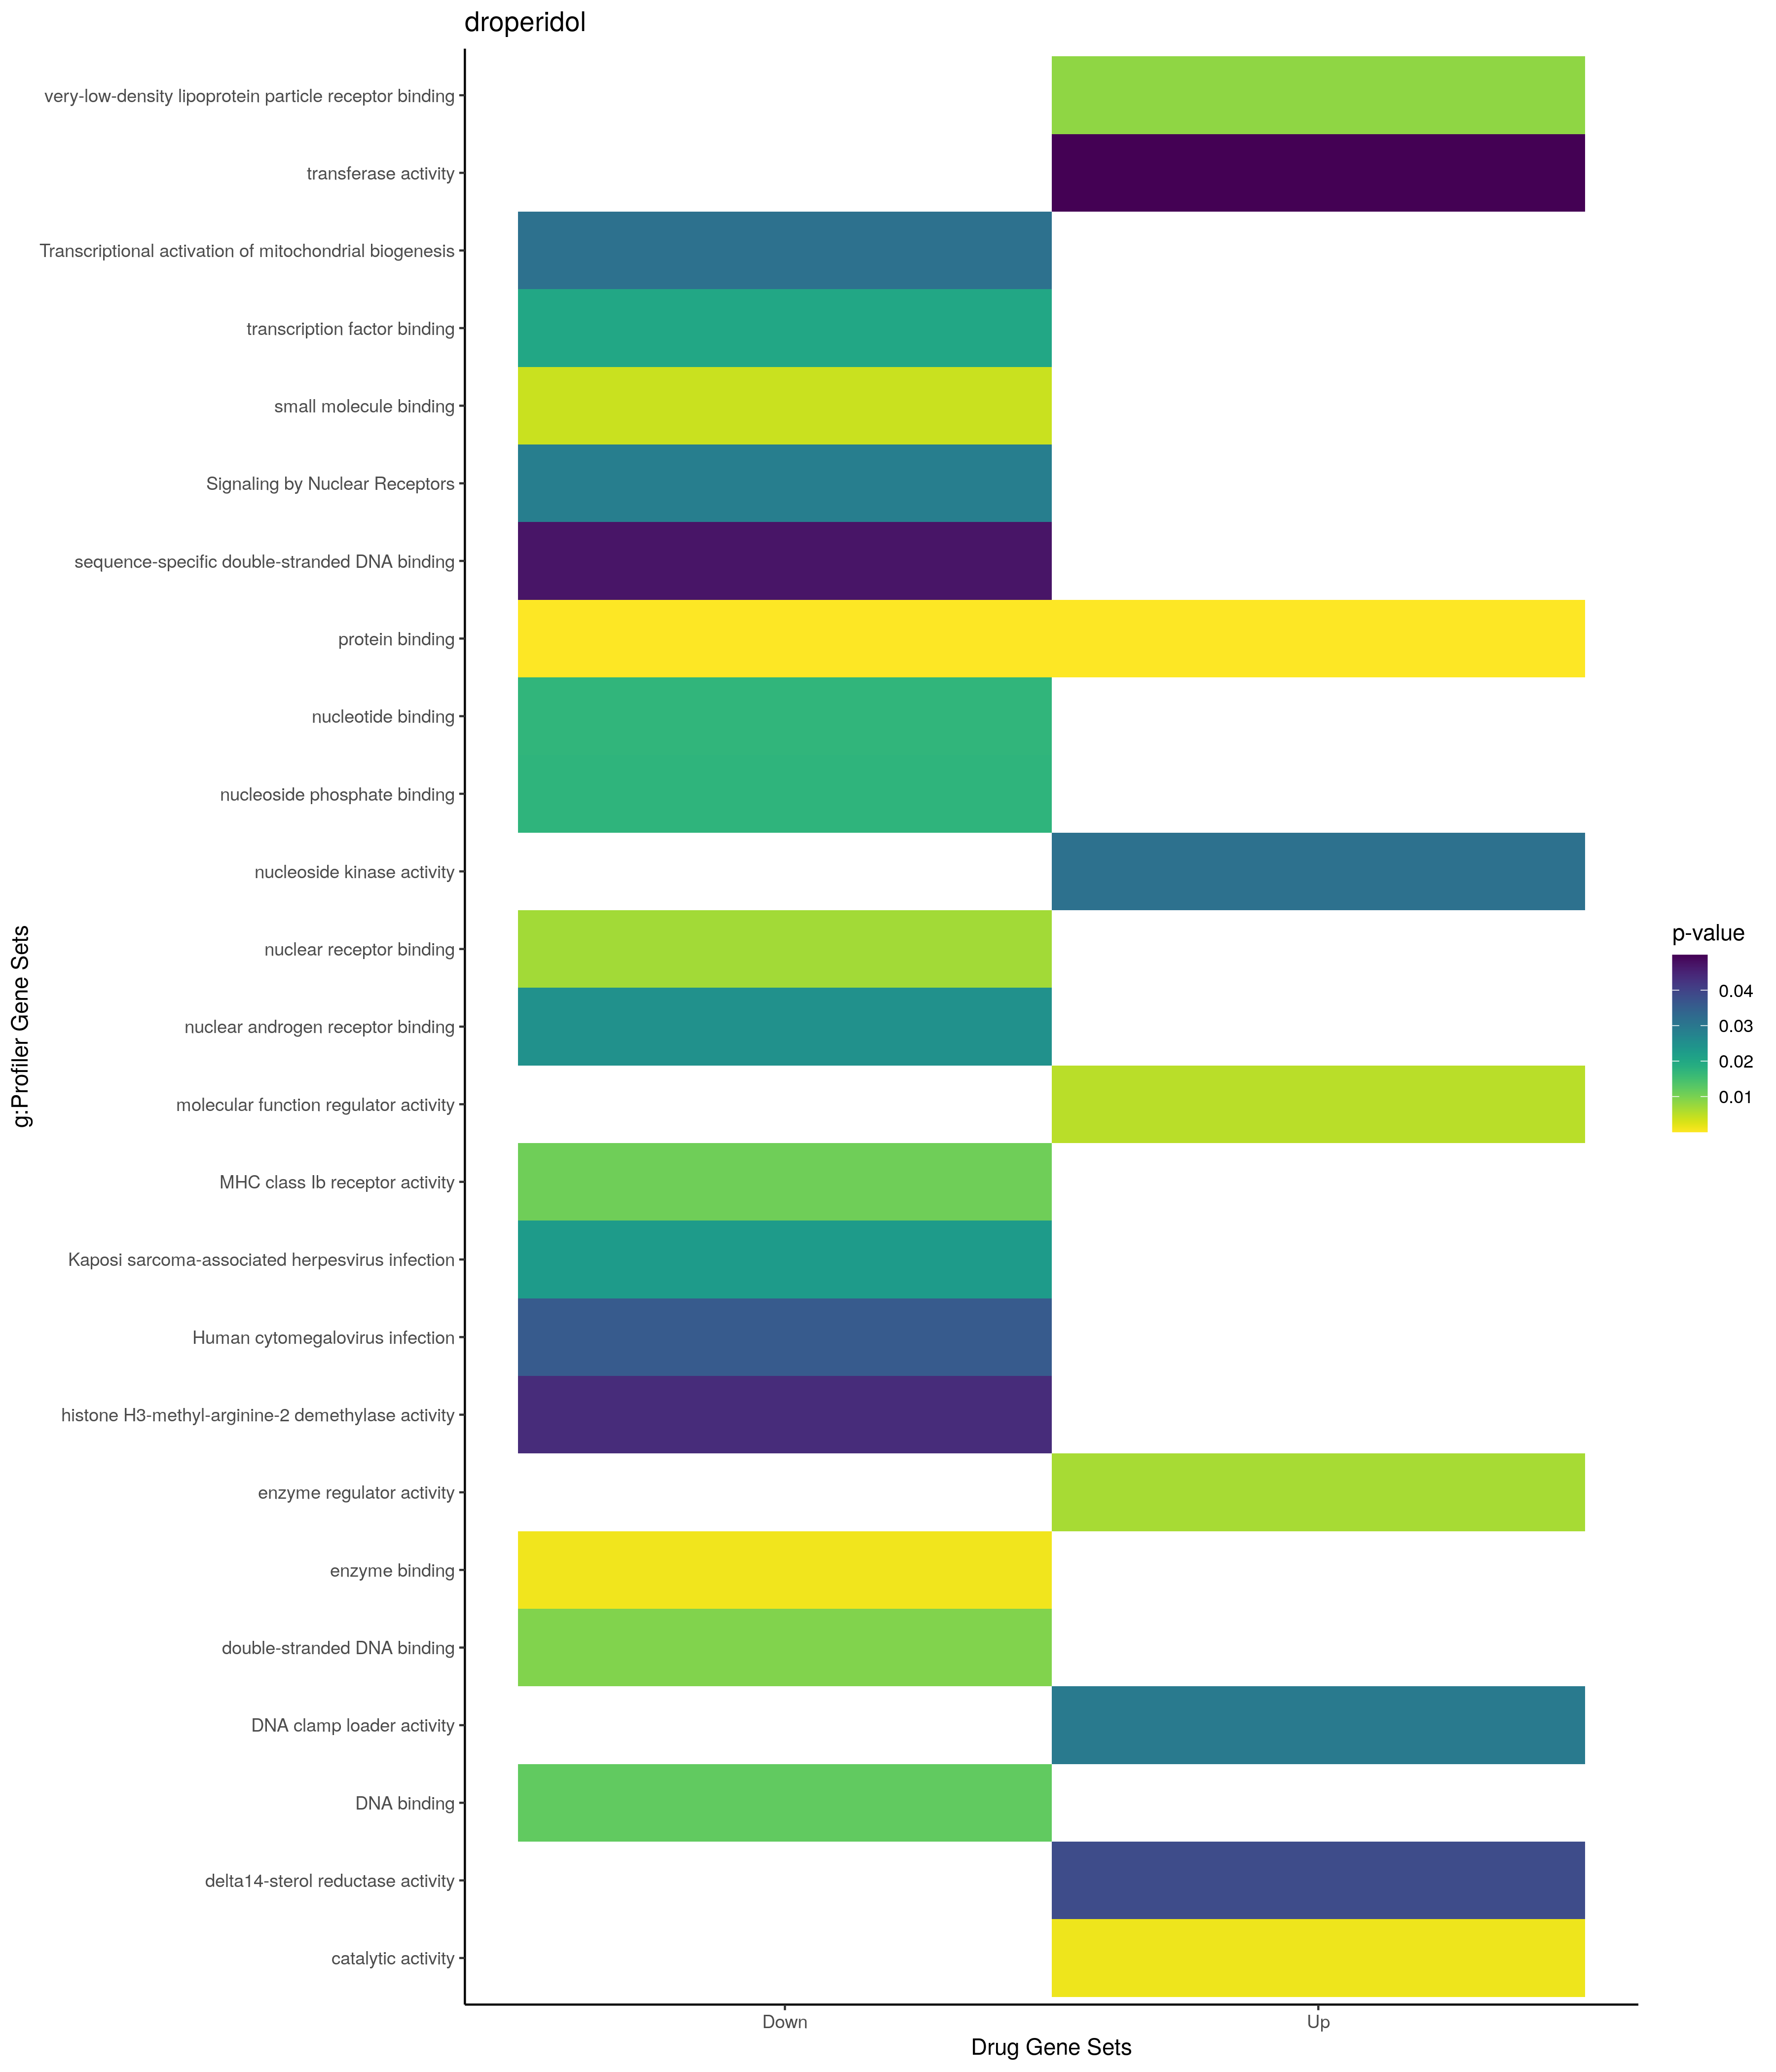 droperidol
very-low-density lipoprotein particle receptor binding
transferase activity
Transcriptional activation of mitochondrial biogenesis
transcription factor binding
small molecule binding
Signaling by Nuclear Receptors
sequence-specific double-stranded DNA binding
protein binding
nucleotide binding
nucleoside phosphate binding
nucleoside kinase activity
nuclear receptor binding
nuclear androgen receptor binding
molecular function regulator activity
MHC class Ib receptor activity
Kaposi sarcoma-associated herpesvirus infection
Human cytomegalovirus infection
histone H3-methyl-arginine-2 demethylase activity
enzyme regulator activity
enzyme binding
double-stranded DNA binding
DNA clamp loader activity
DNA binding
delta14-sterol reductase activity
catalytic activity
g:Profiler Gene Sets
Down
Up
Drug Gene Sets
p-value
0.04
0.03
0.02
0.01